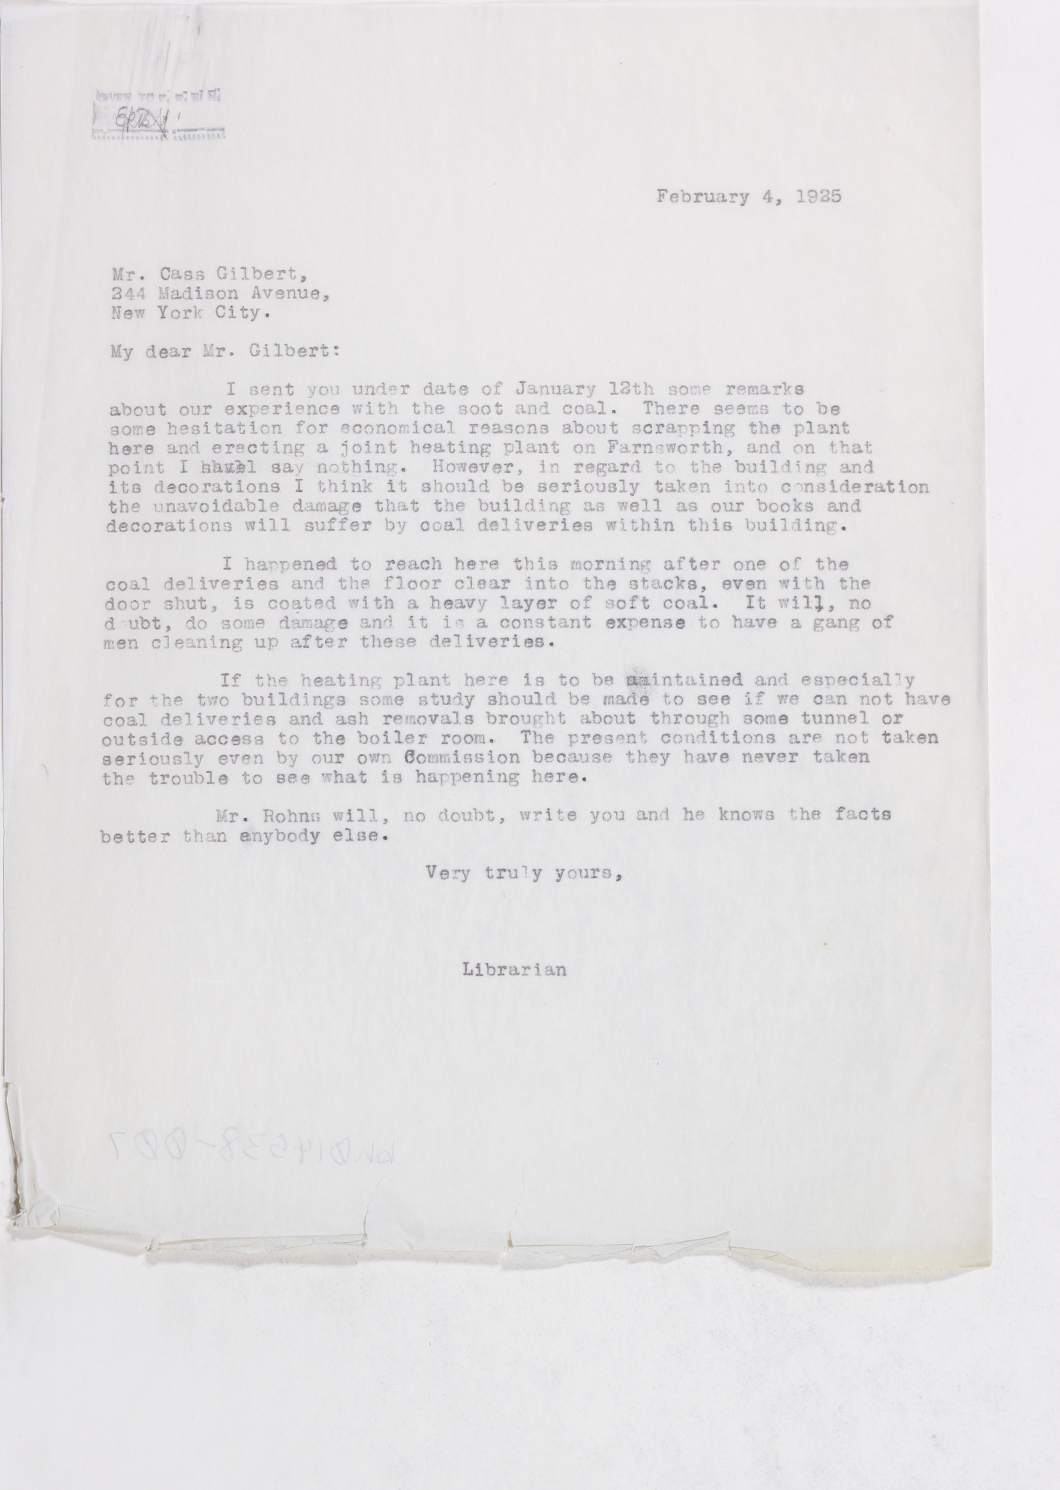 GIVEN TO
February 4, 1925
Mr. Cass Gilbert,
244 Madison Avenue,
New York City.
My dear Mr. Gilbert:
I sent you under date of January 12th some remarks
about our experience with the soot and coal. There seems to be
some hesitation for economical reasons about scrapping the plant
here and erecting a joint heating plant on Farnsworth, and on that
point I shall say nothing. However, in regard to the building and
its decorations I think it should be seriously taken into consideration
the unavoidable damage that the building as well as our books and
decorations will suffer by coal deliveries within this building.
I happened to reach here this morning after one of the
coal deliveries and the floor clear into the stacks, even with the
door shut, is coated with a heavy layer of soft coal. It will, no
doubt, do some damage and it is a constant expense to have a gang of
men cleaning up after these deliveries.
If the heating plant here is to be maintained and especially
for the two buildings some study should be made to see if we can not have
coal deliveries and ash removals brought about through some tunnel or
outside access to the boiler room. The present conditions are not taken
seriously even by our own Commission because they have never taken
the trouble to see what is happening here.
Mr. Rohns will, no doubt, write you and he knows the facts
better than anybody else.
Very truly yours,
Librarian